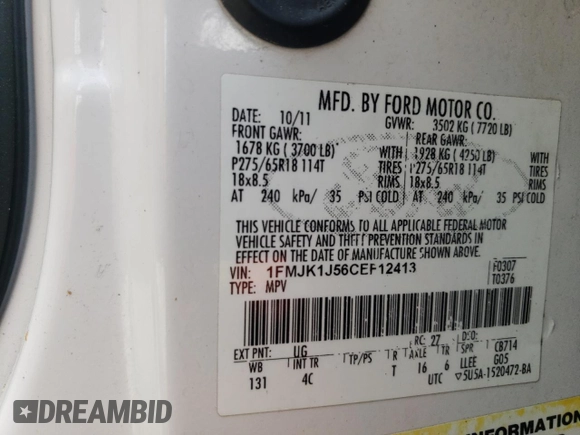 MFD. BY FORD MOTOR CO.
DATE: 10/11 GVWR: 3502 KG ( 7720 LB)
FRONT GAWR: REAR GAWR:
1678 KG ( 3700 LB) WITH 1928 KG ( 4250 LB) WITH
P275/65R18 114T TIRES P275/65R18 114T TIRES
18x8.5 RIMS 18x8.5 RIMS
AT 240 kPa/ 35 PSI COLD AT 240 kPa/ 35 PSI COLD
THIS VEHICLE CONFORMS TO ALL APPLICABLE FEDERAL MOTOR
VEHICLE SAFETY AND THEFT PREVENTION STANDARDS IN
EFFECT ON THE DATE OF MANUFACTURE SHOWN ABOVE.
VIN: 1FMJK1J56CEF12413 F0307
TYPE: MPV T0376
RC: 27 DSO:
EXT PNT: UG CB714
WB INT TR TP/PS R AXLE TR SPR G05
131 4C T 16 6 LLEE
UTC 5U5A-1520472-BA
INFORMATION
DREAMBID